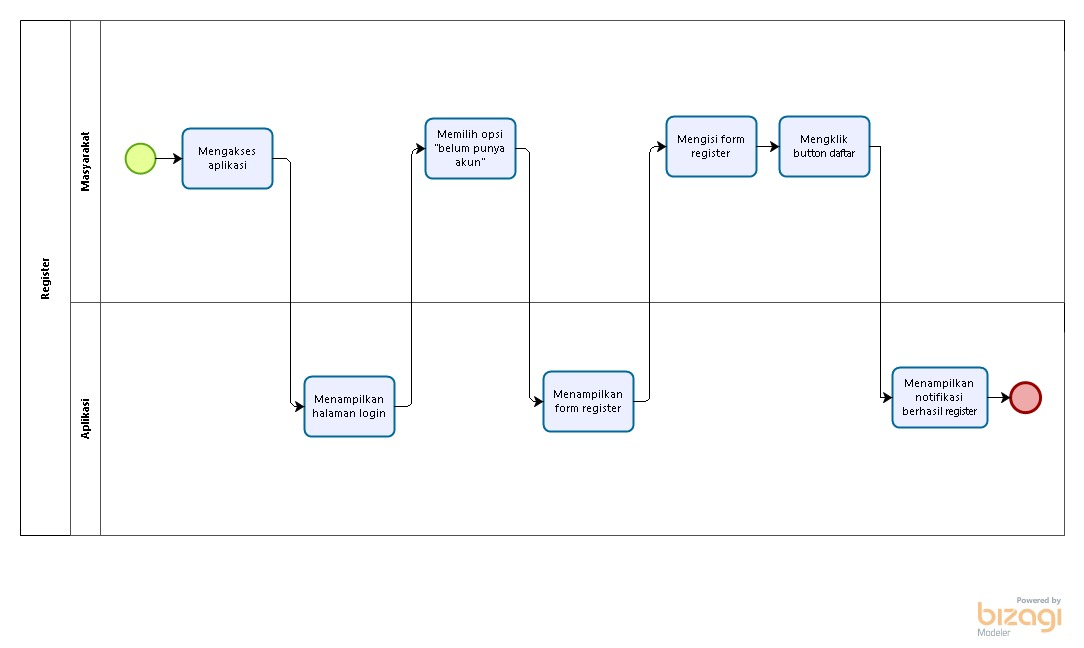 Register
Masyarakat
Mengakses
aplikasi
Memilih opsi
"belum punya
akun"
Mengisi form
register
Mengklik
button daftar
Aplikasi
Menampilkan
halaman login
Menampilkan
form register
Menampilkan
notifikasi
berhasil register
Powered by
bizagi
Modeler